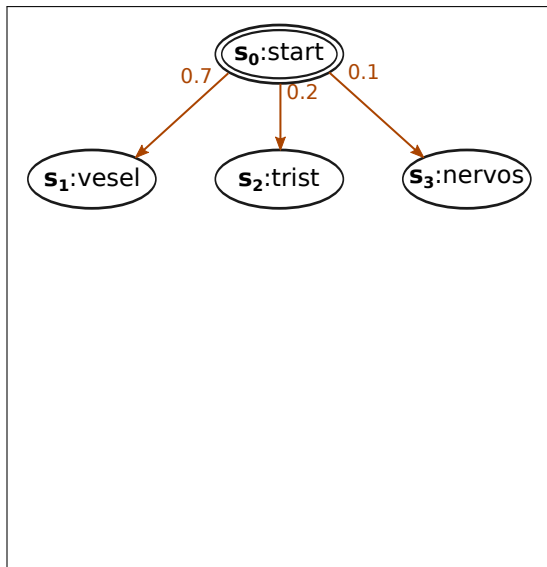 s₀:start
0.7
0.2
0.1
s₁:vesel
s₂:trist
s₃:nervos